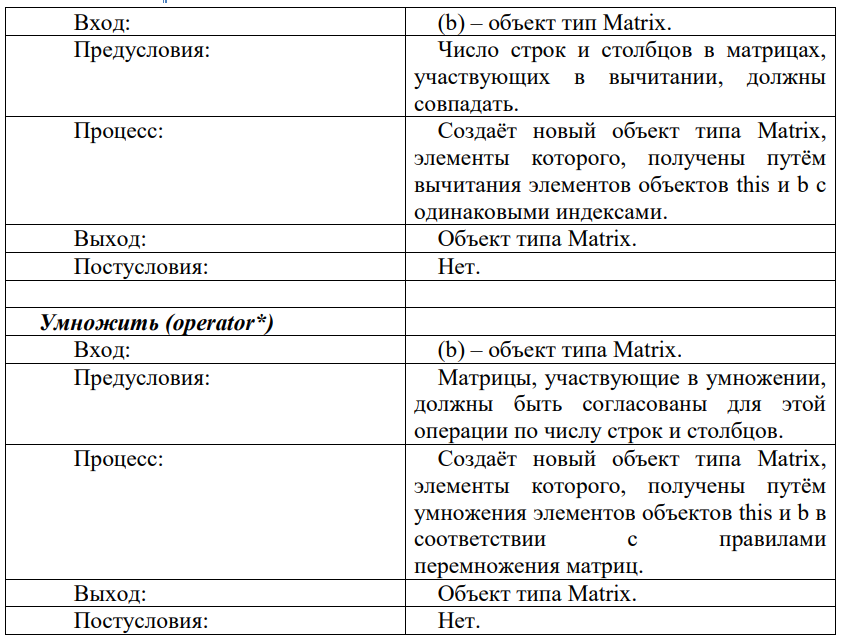 Вход:
(b) – объект тип Matrix.
Предусловия:
Число строк и столбцов в матрицах,
участвующих в вычитании, должны
совпадать.
Процесс:
Создаёт новый объект типа Matrix,
элементы которого, получены путём
вычитания элементов объектов this и b с
одинаковыми индексами.
Выход:
Объект типа Matrix.
Постусловия:
Нет.
Умножить (operator*)
Вход:
(b) – объект типа Matrix.
Предусловия:
Матрицы, участвующие в умножении,
должны быть согласованы для этой
операции по числу строк и столбцов.
Процесс:
Создаёт новый объект типа Matrix,
элементы которого, получены путём
умножения элементов объектов this и b в
соответствии с правилами
перемножения матриц.
Выход:
Объект типа Matrix.
Постусловия:
Нет.